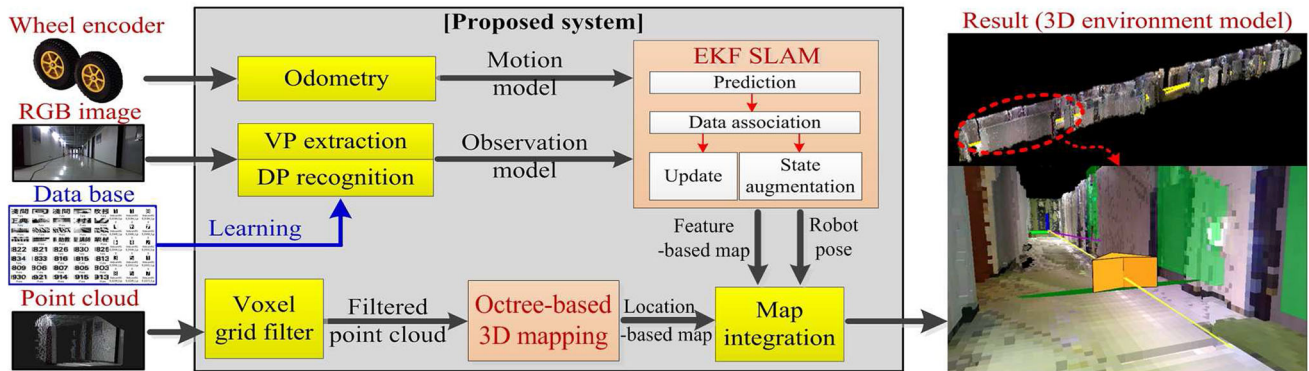 Wheel encoder
RGB image
Data base
Point cloud
[Proposed system]
Odometry
VP extraction
DP recognition
Learning
Voxel
grid filter
Motion
model
Observation
model
Filtered
point cloud
Octree-based
3D mapping
EKF SLAM
Prediction
Data association
Update
State
augmentation
Feature
-based map
Robot
pose
Location
-based map
Map
integration
Result (3D environment model)